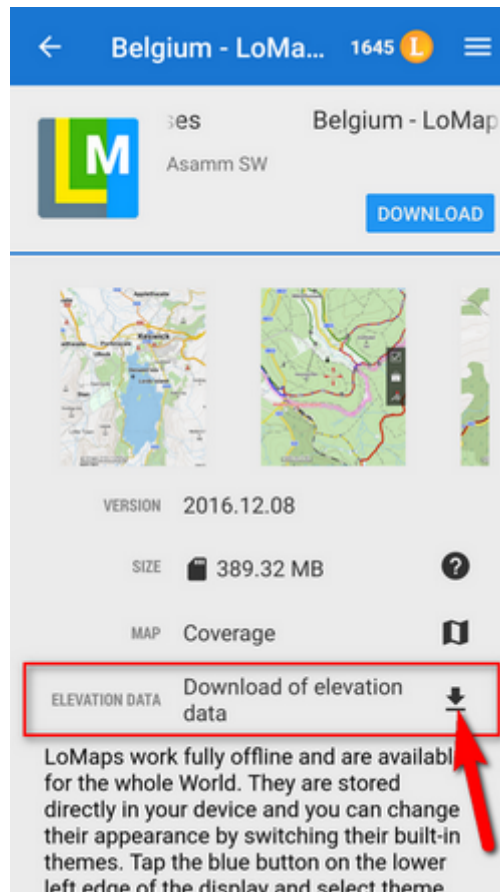 Belgium - LoMa... 1645 L
M
ses Belgium - LoMap
Asamm SW
DOWNLOAD
Keswick
VERSION 2016.12.08
SIZE 389.32 MB ?
MAP Coverage
ELEVATION DATA Download of elevation
data
LoMaps work fully offline and are availabl
for the whole World. They are stored
directly in your device and you can change
their appearance by switching their built-in
themes. Tap the blue button on the lower
left edge of the display and select theme